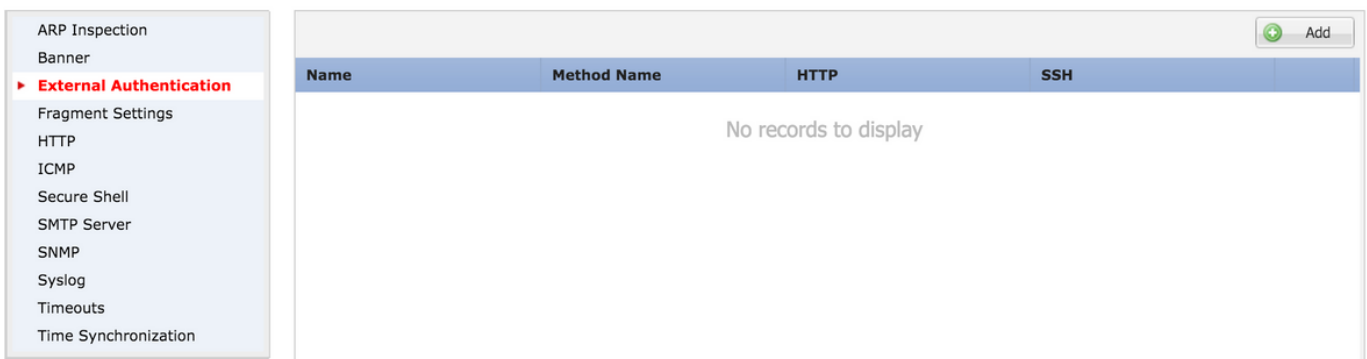 ARP Inspection
Banner
External Authentication
Fragment Settings
HTTP
ICMP
Secure Shell
SMTP Server
SNMP
Syslog
Timeouts
Time Synchronization
Add
Name Method Name HTTP SSH
No records to display